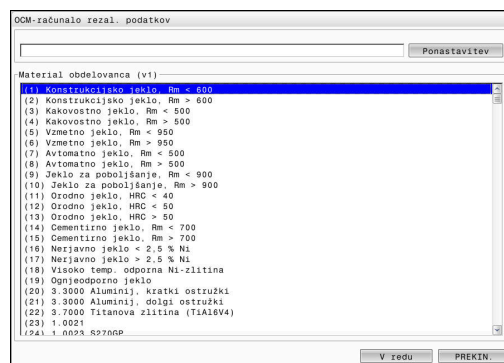 OCM-računalo rezal. podatkov
Ponastavitev
Material obdelovanca (v1)
(1) Konstrukcijsko jeklo, Rm < 600
(2) Konstrukcijsko jeklo, Rm > 600
(3) Kakovostno jeklo, Rm < 500
(4) Kakovostno jeklo, Rm > 500
(5) Vzmetno jeklo, Rm < 950
(6) Vzmetno jeklo, Rm > 950
(7) Avtomatno jeklo, Rm < 500
(8) Avtomatno jeklo, Rm > 500
(9) Jeklo za poboljšanje, Rm < 900
(10) Jeklo za poboljšanje, Rm > 900
(11) Orodno jeklo, HRC < 40
(12) Orodno jeklo, HRC < 50
(13) Orodno jeklo, HRC > 50
(14) Cementirno jeklo, Rm < 700
(15) Cementirno jeklo, Rm > 700
(16) Nerjavno jeklo < 2,5 % Ni
(17) Nerjavno jeklo > 2,5 % Ni
(18) Visoko temp. odporna Ni-zlitina
(19) Ognjeodporno jeklo
(20) 3.3000 Aluminij, kratki ostružki
(21) 3.3000 Aluminij, dolgi ostružki
(22) 3.7000 Titanova zlitina (TiAl6V4)
(23) 1.0021
(24) 1.0023 S270GP
V redu
PREKIN.